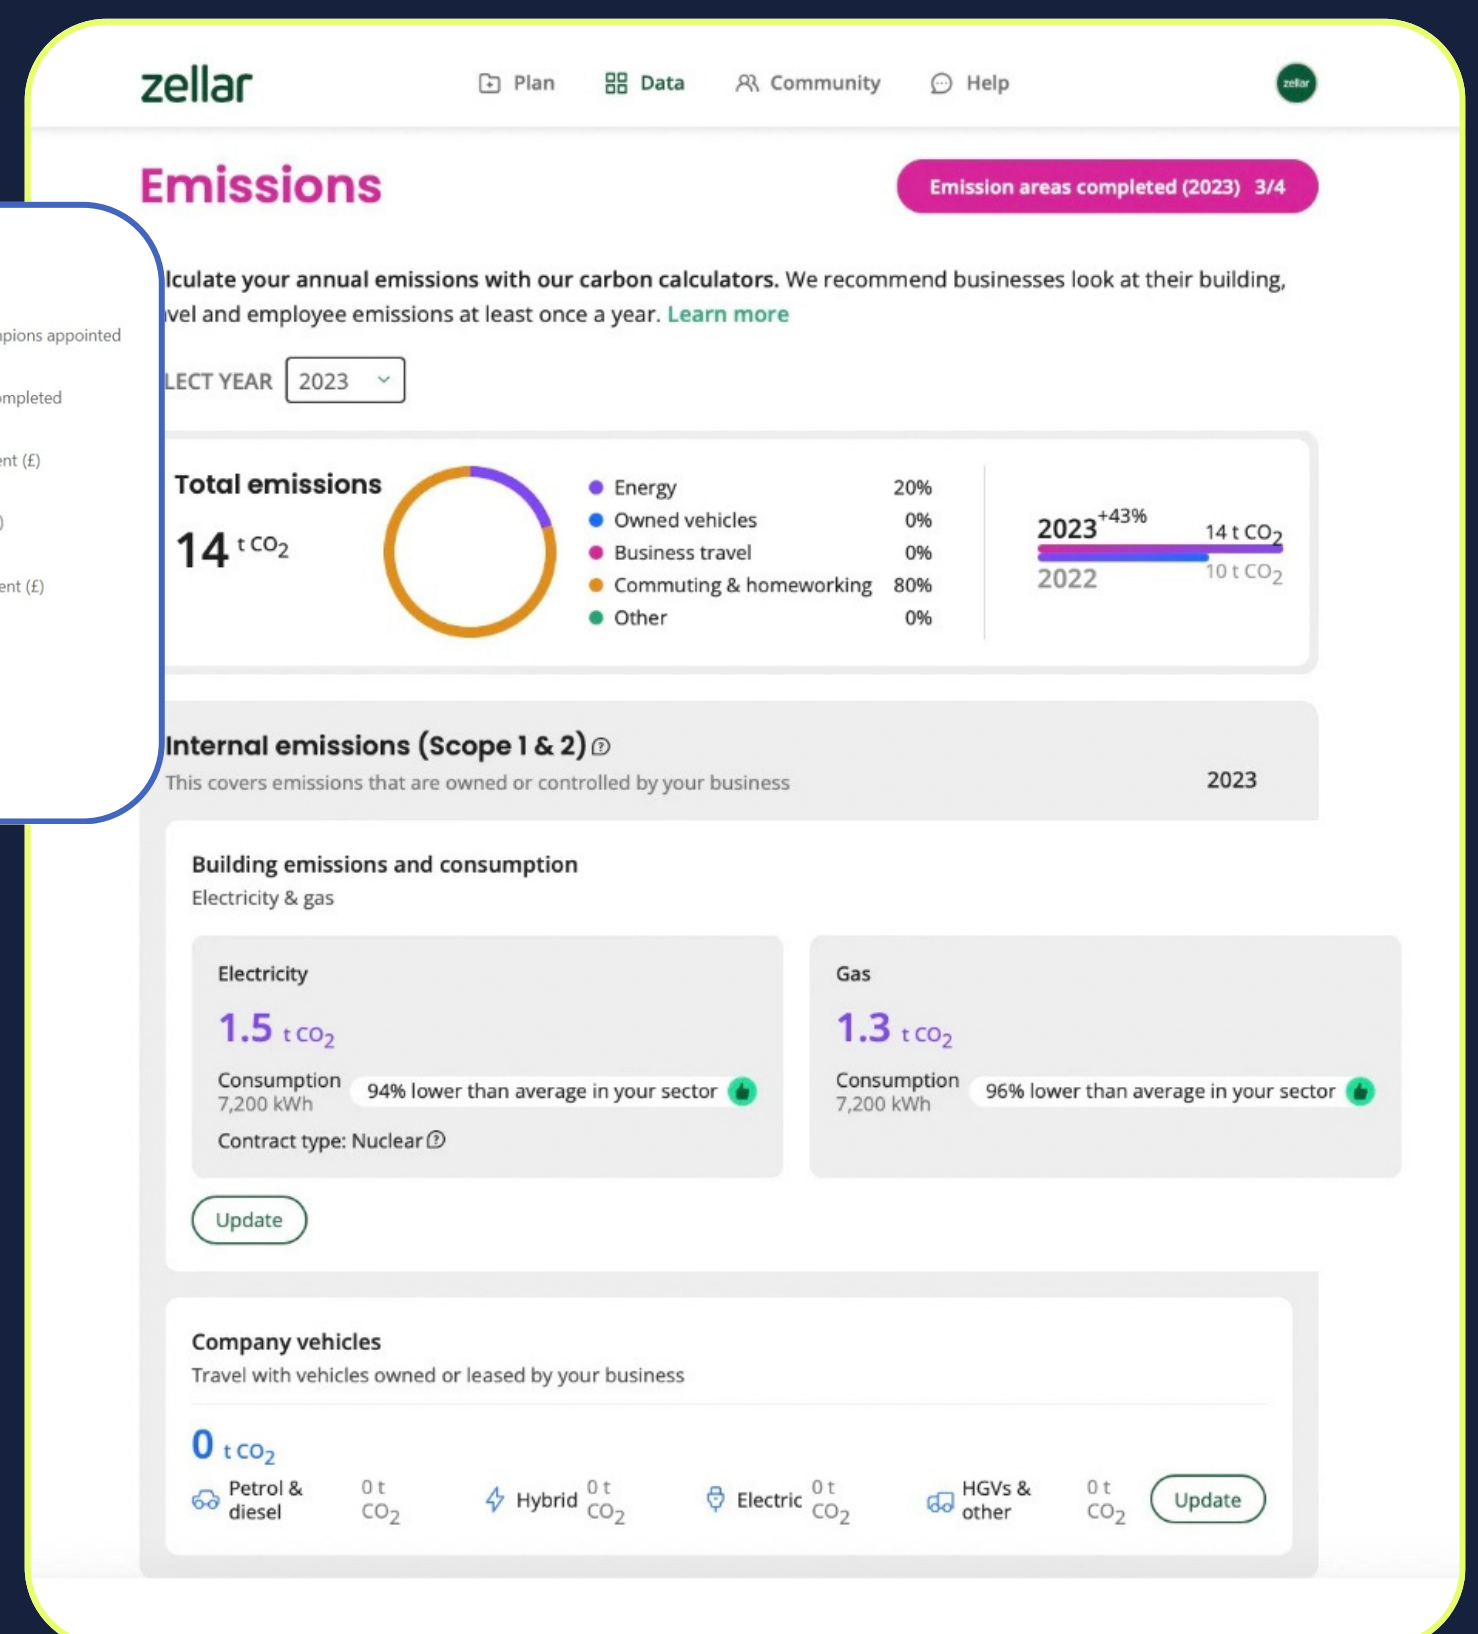 zellar
Plan Data Community Help
zellar
Emissions
Emission areas completed (2023) 3/4
lculate your annual emissions with our carbon calculators. We recommend businesses look at their building,
vel and employee emissions at least once a year. Learn more
LECT YEAR 2023
pions appointed
mpleted
ent (£)
)
ent (£)
Total emissions
14 t CO2
Energy 20%
Owned vehicles 0%
Business travel 0%
Commuting & homeworking 80%
Other 0%
2023 +43% 14 t CO2
2022 10 t CO2
Internal emissions (Scope 1 & 2)
This covers emissions that are owned or controlled by your business
2023
Building emissions and consumption
Electricity & gas
Electricity
1.5 t CO2
Consumption
7,200 kWh
94% lower than average in your sector
Contract type: Nuclear
Gas
1.3 t CO2
Consumption
7,200 kWh
96% lower than average in your sector
Update
Company vehicles
Travel with vehicles owned or leased by your business
0 t CO2
Petrol & diesel 0 t CO2
Hybrid 0 t CO2
Electric 0 t CO2
HGVs & other 0 t CO2
Update